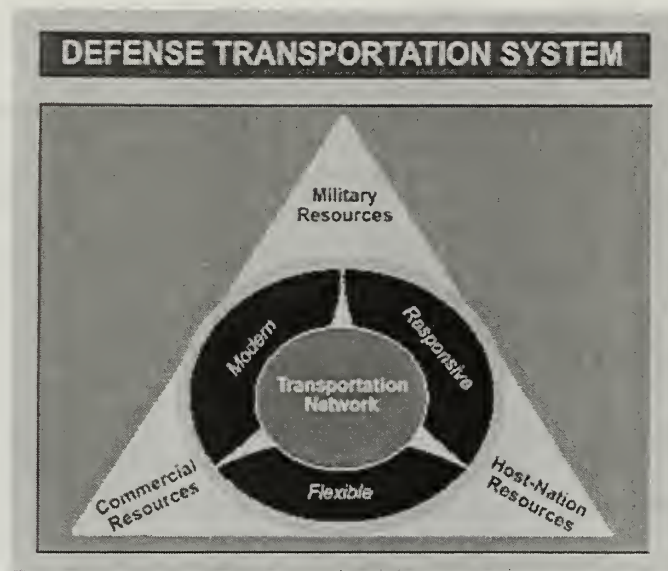 DEFENSE TRANSPORTATION SYSTEM
Military
Resources
Modern
Responsive
Transportation
Network
Commercial
Resources
Flexible
Host-Nation
Resources